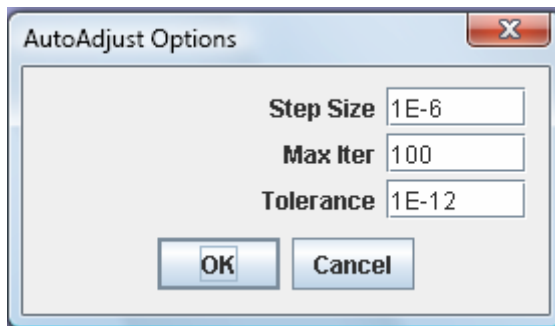 AutoAdjust Options
Step Size 1E-6
Max Iter 100
Tolerance 1E-12
OK Cancel